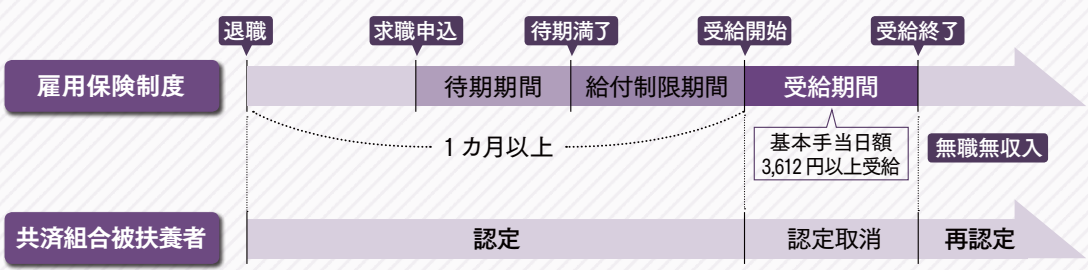 退職
求職申込
待期満了
受給開始
受給終了
雇用保険制度
待期期間
給付制限期間
受給期間
1カ月以上
基本手当日額
3,612円以上受給
無職無収入
共済組合被扶養者
認定
認定取消
再認定